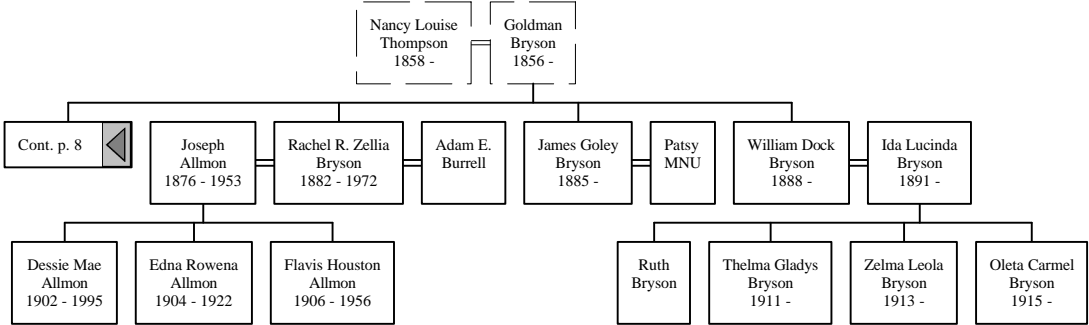 Nancy Louise
Thompson
1858 -
Goldman
Bryson
1856 -
Cont. p. 8
Joseph
Allmon
1876 - 1953
Rachel R. Zellia
Bryson
1882 - 1972
Adam E.
Burrell
James Goley
Bryson
1885 -
Patsy
MNU
William Dock
Bryson
1888 -
Ida Lucinda
Bryson
1891 -
Dessie Mae
Allmon
1902 - 1995
Edna Rowena
Allmon
1904 - 1922
Flavis Houston
Allmon
1906 - 1956
Ruth
Bryson
Thelma Gladys
Bryson
1911 -
Zelma Leola
Bryson
1913 -
Oleta Carmel
Bryson
1915 -